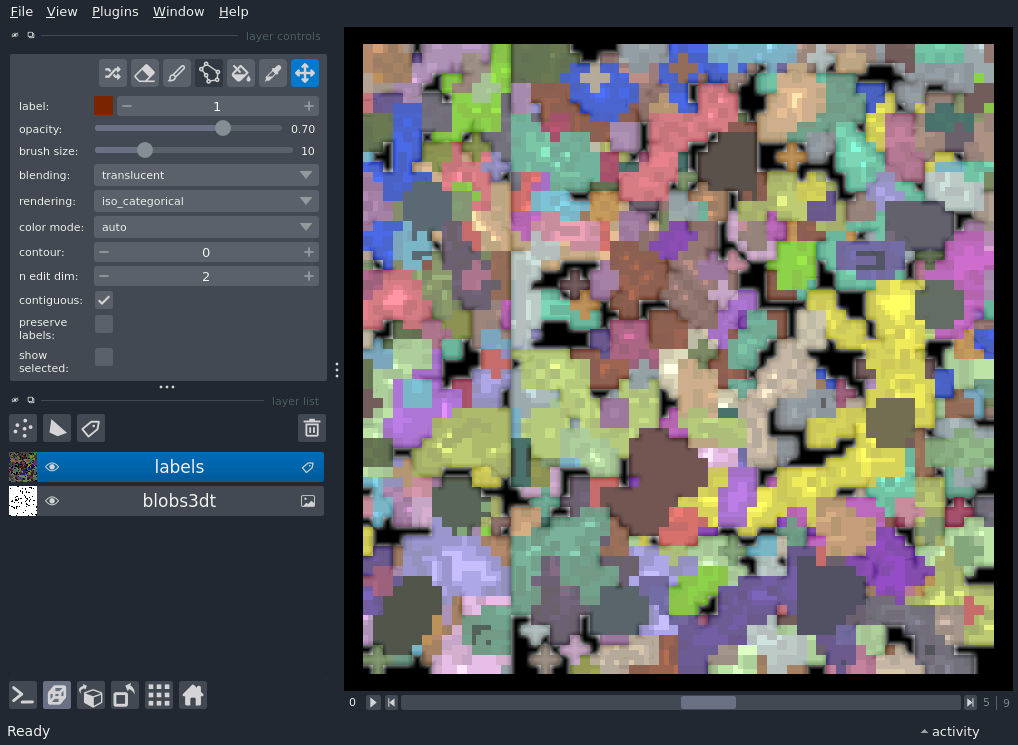 File View Plugins Window Help
layer controls
label: 1
opacity: 0.70
brush size: 10
blending: translucent
rendering: iso_categorical
color mode: auto
contour: 0
n edit dim: 2
contiguous:
preserve
labels:
show
selected:
layer list
labels
blobs3dt
0 5 9
Ready activity